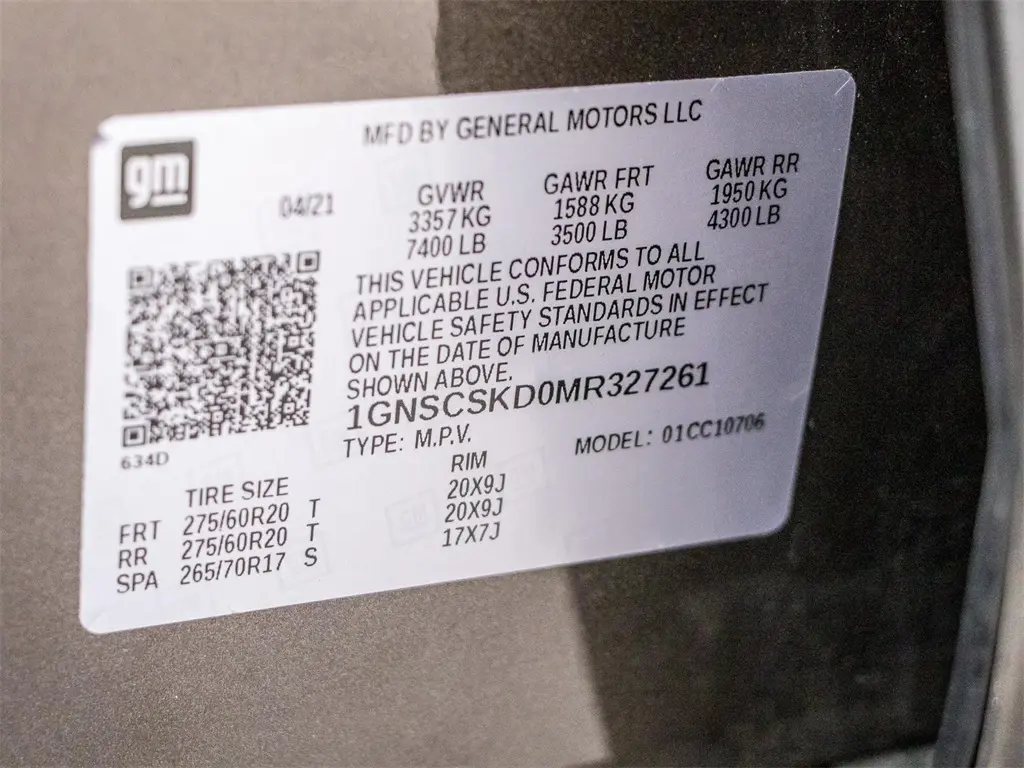 MFD BY GENERAL MOTORS LLC
gm
04/21
GVWR
3357 KG
7400 LB
GAWR FRT
1588 KG
3500 LB
GAWR RR
1950 KG
4300 LB
THIS VEHICLE CONFORMS TO ALL
APPLICABLE U.S. FEDERAL MOTOR
VEHICLE SAFETY STANDARDS IN EFFECT
ON THE DATE OF MANUFACTURE
SHOWN ABOVE.
1GNSCSKD0MR327261
TYPE: M.P.V.
MODEL: 01CC10706
634D
TIRE SIZE RIM
FRT 275/60R20 T 20X9J
RR 275/60R20 T 20X9J
SPA 265/70R17 S 17X7J